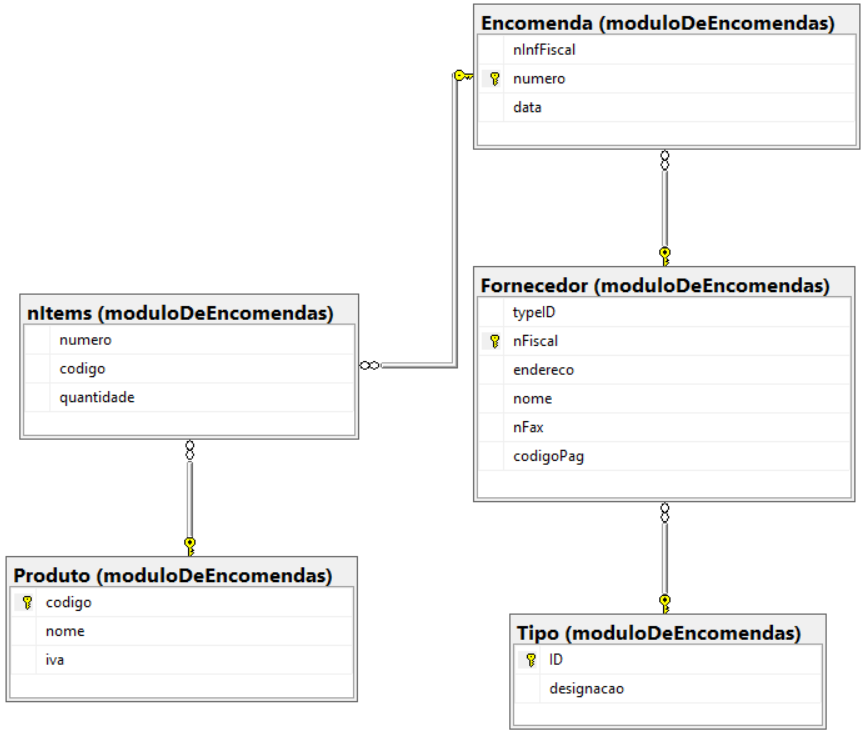 Encomenda (moduloDeEncomendas)
nInfFiscal
numero
data
Fornecedor (moduloDeEncomendas)
typeID
nFiscal
endereco
nome
nFax
codigoPag
nItems (moduloDeEncomendas)
numero
codigo
quantidade
Produto (moduloDeEncomendas)
codigo
nome
iva
Tipo (moduloDeEncomendas)
ID
designacao